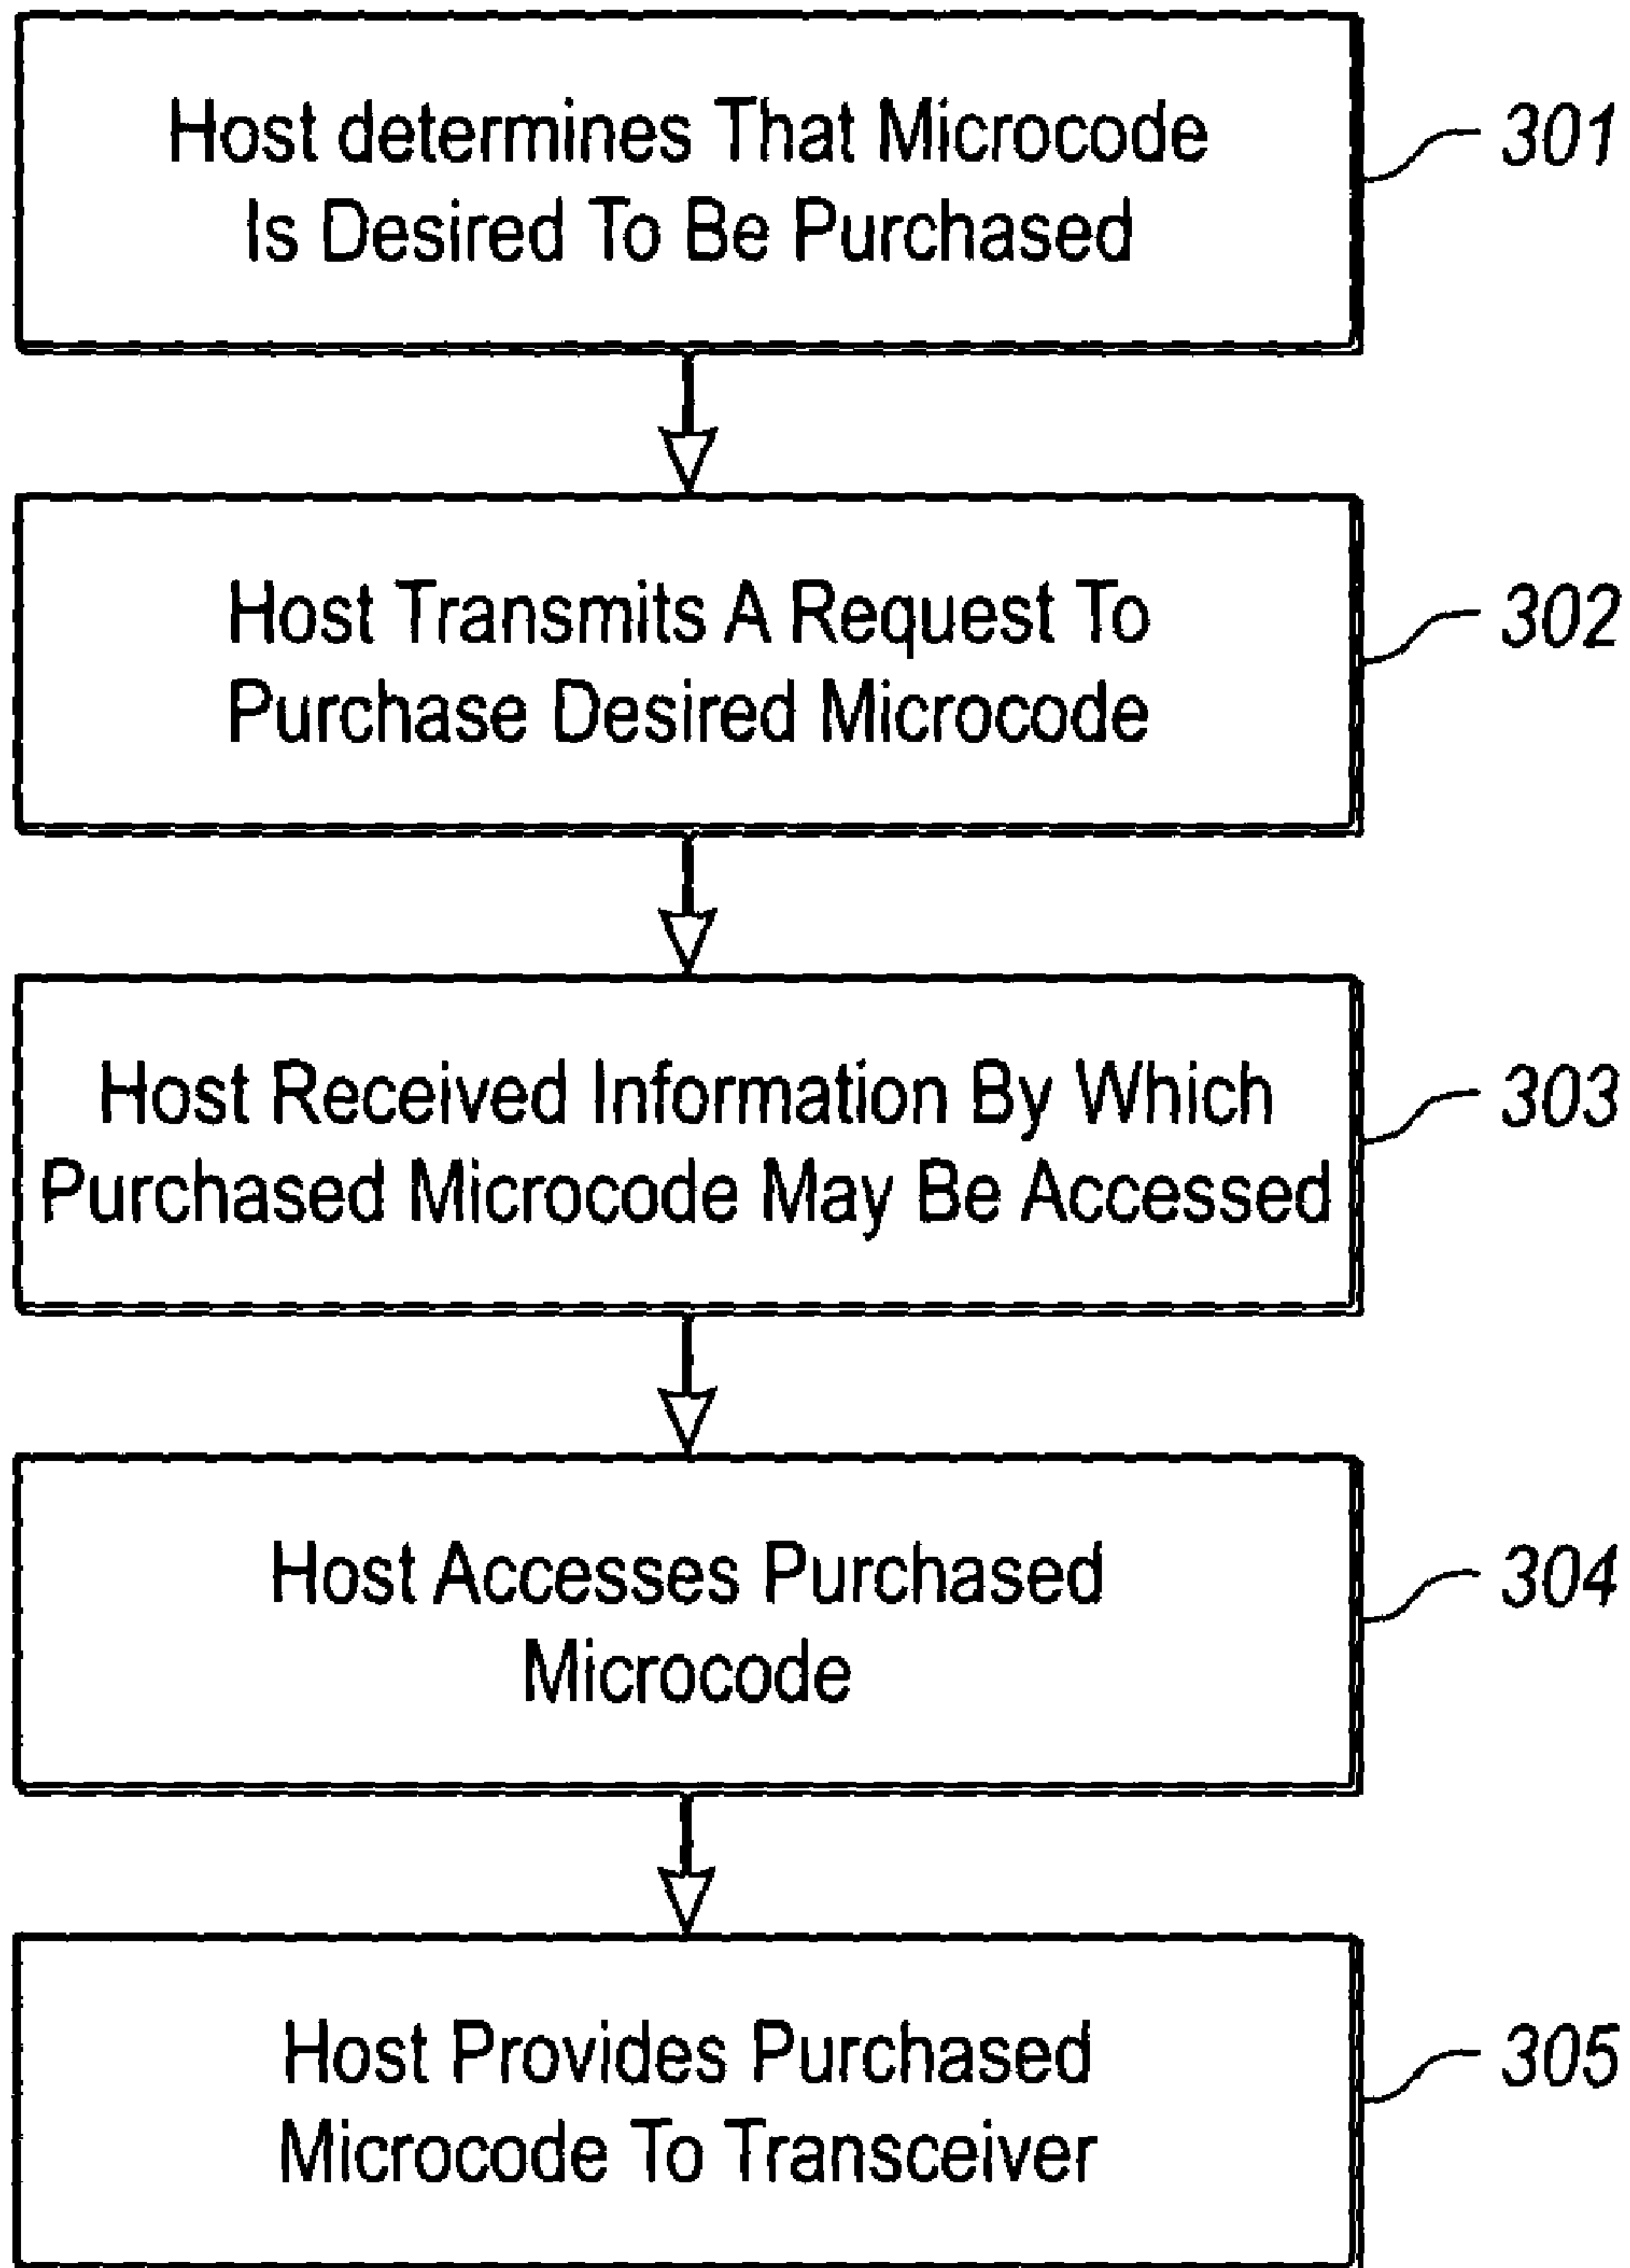 Host determines That Microcode
Is Desired To Be Purchased
301
Host Transmits A Request To
Purchase Desired Microcode
302
Host Received Information By Which
Purchased Microcode May Be Accessed
303
Host Accesses Purchased
Microcode
304
Host Provides Purchased
Microcode To Transceiver
305